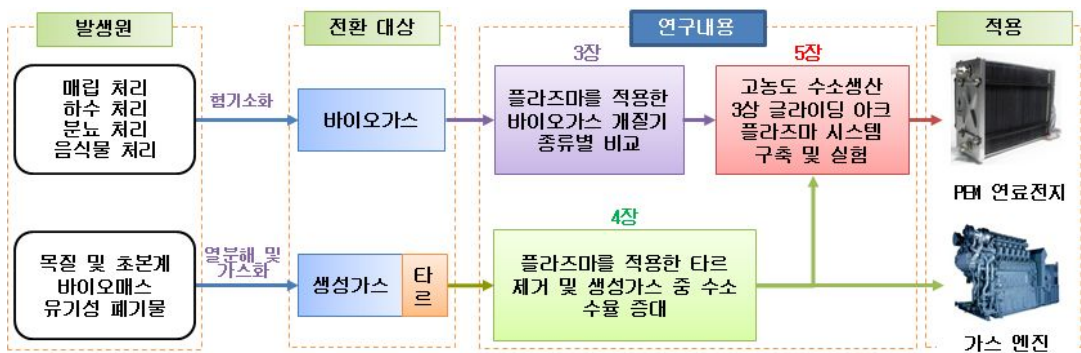 발생원
전환 대상
연구내용
적용
3장
5장
매립 처리
하수 처리
분뇨 처리
음식물 처리
혐기소화
바이오가스
플라즈마를 적용한
바이오가스 개질기
종류별 비교
고농도 수소생산
3상 글라이딩 아크
플라즈마 시스템
구축 및 실험
PEM 연료전지
4장
목질 및 초본계
바이오매스
유기성 폐기물
열분해 및
가스화
생성가스
타
르
플라즈마를 적용한 타르
제거 및 생성가스 중 수소
수율 증대
가스 엔진